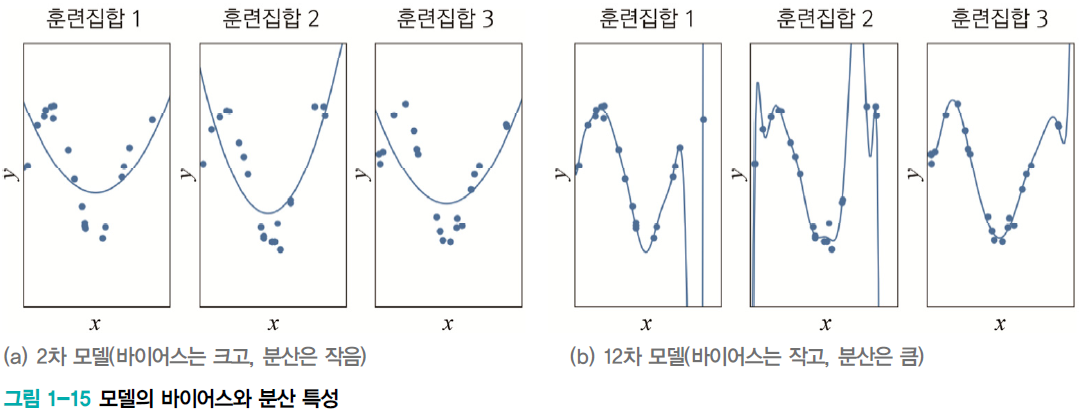 훈련집합 1 훈련집합 2 훈련집합 3 훈련집합 1 훈련집합 2 훈련집합 3
y y y y y y
x x x x x x
(a) 2차 모델(바이어스는 크고, 분산은 작음) (b) 12차 모델(바이어스는 작고, 분산은 큼)
그림 1-15 모델의 바이어스와 분산 특성